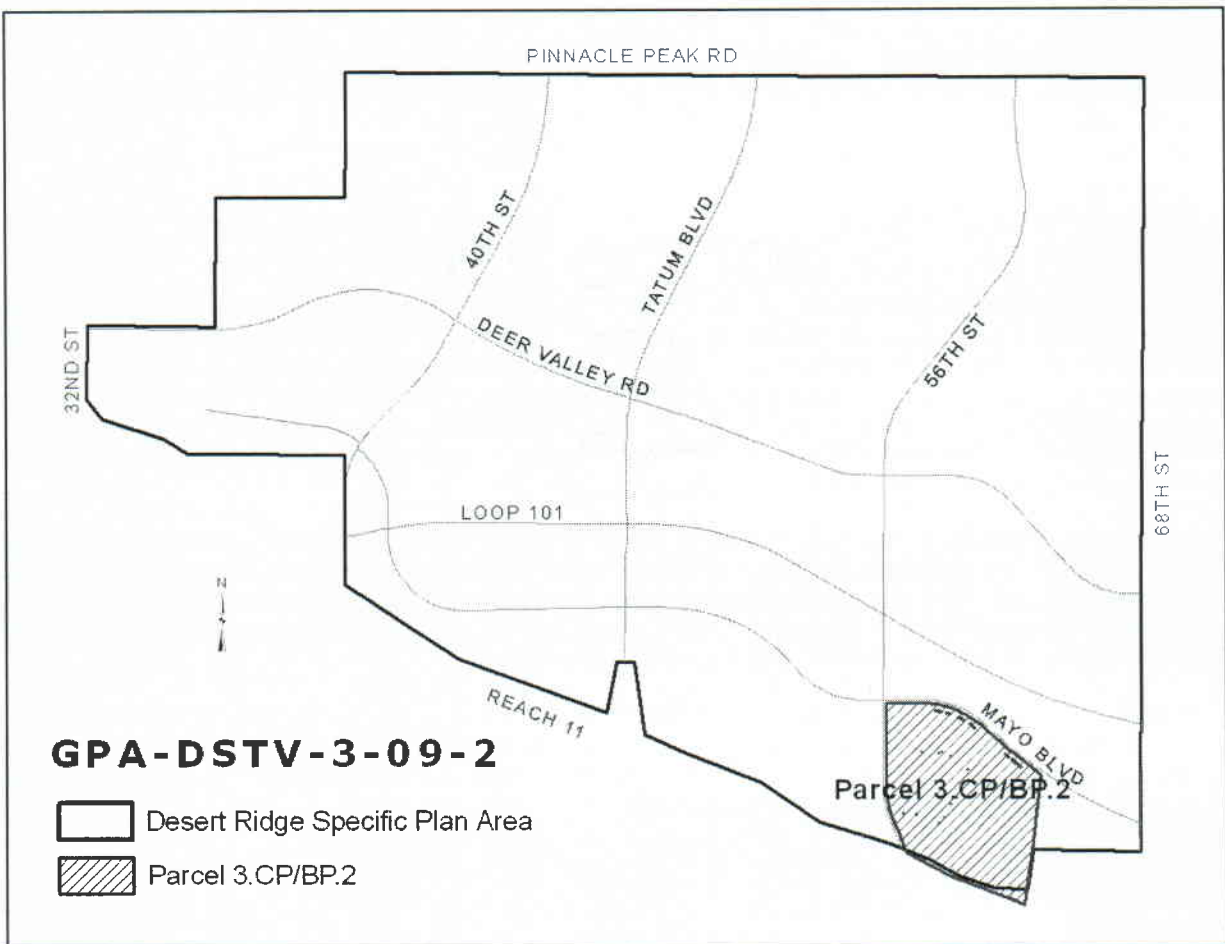 PINNACLE PEAK RD
40TH ST
TATUM BLVD
DEER VALLEY RD
56TH ST
32ND ST
68TH ST
LOOP 101
N
REACH 11
MAYO BLVD
Parcel 3.CP/BP.2
GPA-DSTV-3-09-2
Desert Ridge Specific Plan Area
Parcel 3.CP/BP.2